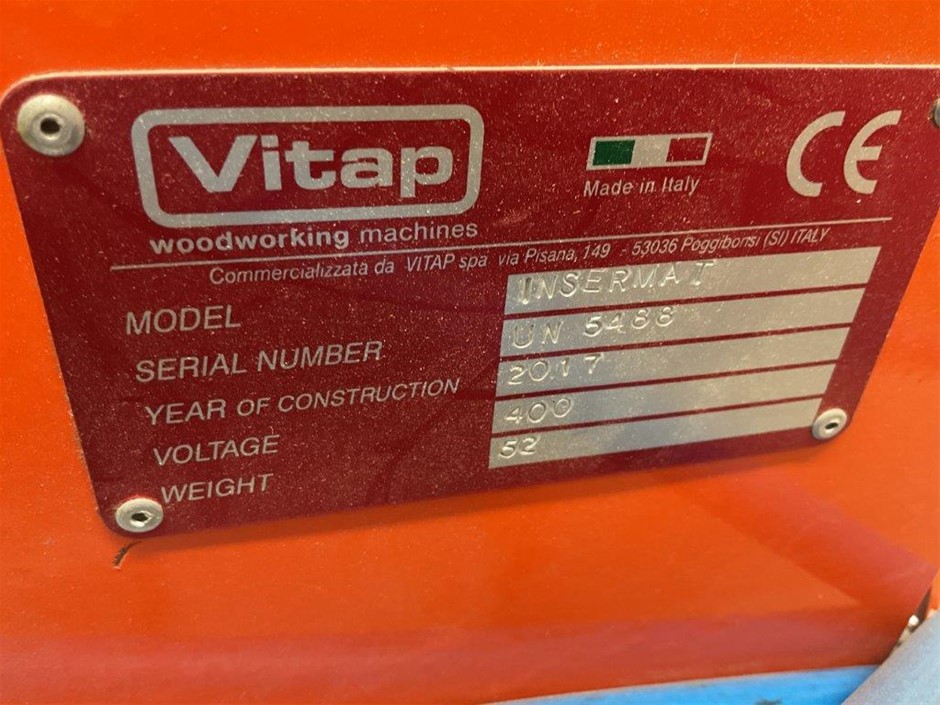 Vitap
woodworking machines
Made in Italy
CE
Commercializzata da VITAP spa via Pisana, 149 - 53036 Poggibonsi (SI) ITALY
MODEL INSERMAT
SERIAL NUMBER UN 5488
YEAR OF CONSTRUCTION 2017
VOLTAGE 400
WEIGHT 52